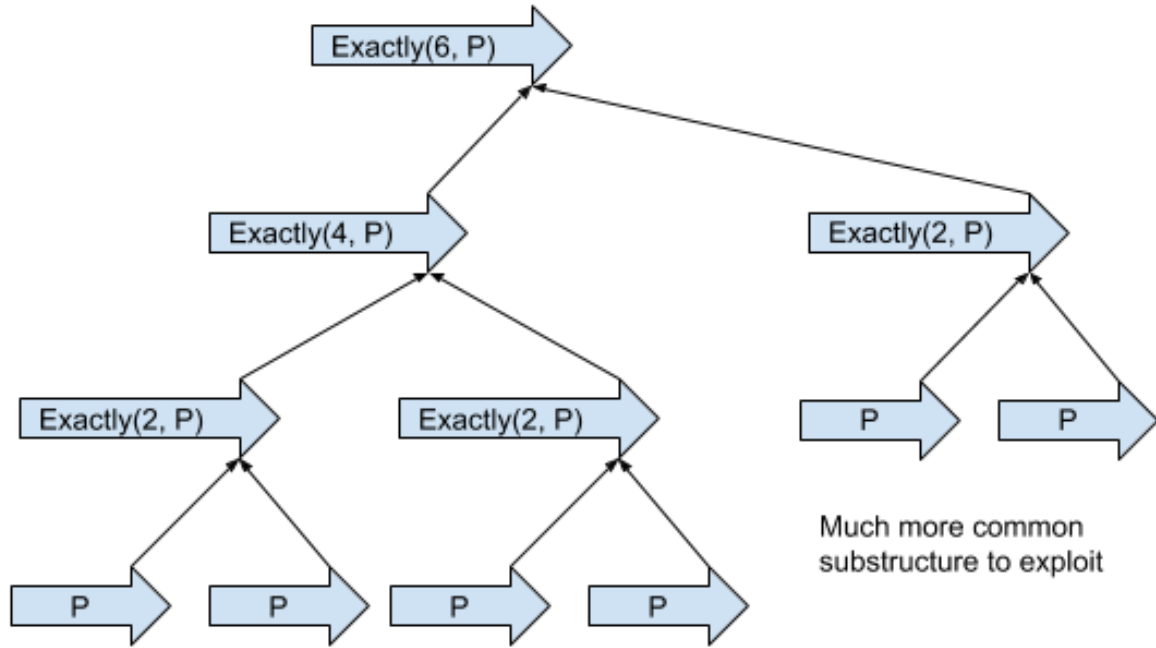 Exactly(6, P)
Exactly(4, P)
Exactly(2, P)
Exactly(2, P)
Exactly(2, P)
P
P
Much more common
substructure to exploit
P
P
P
P